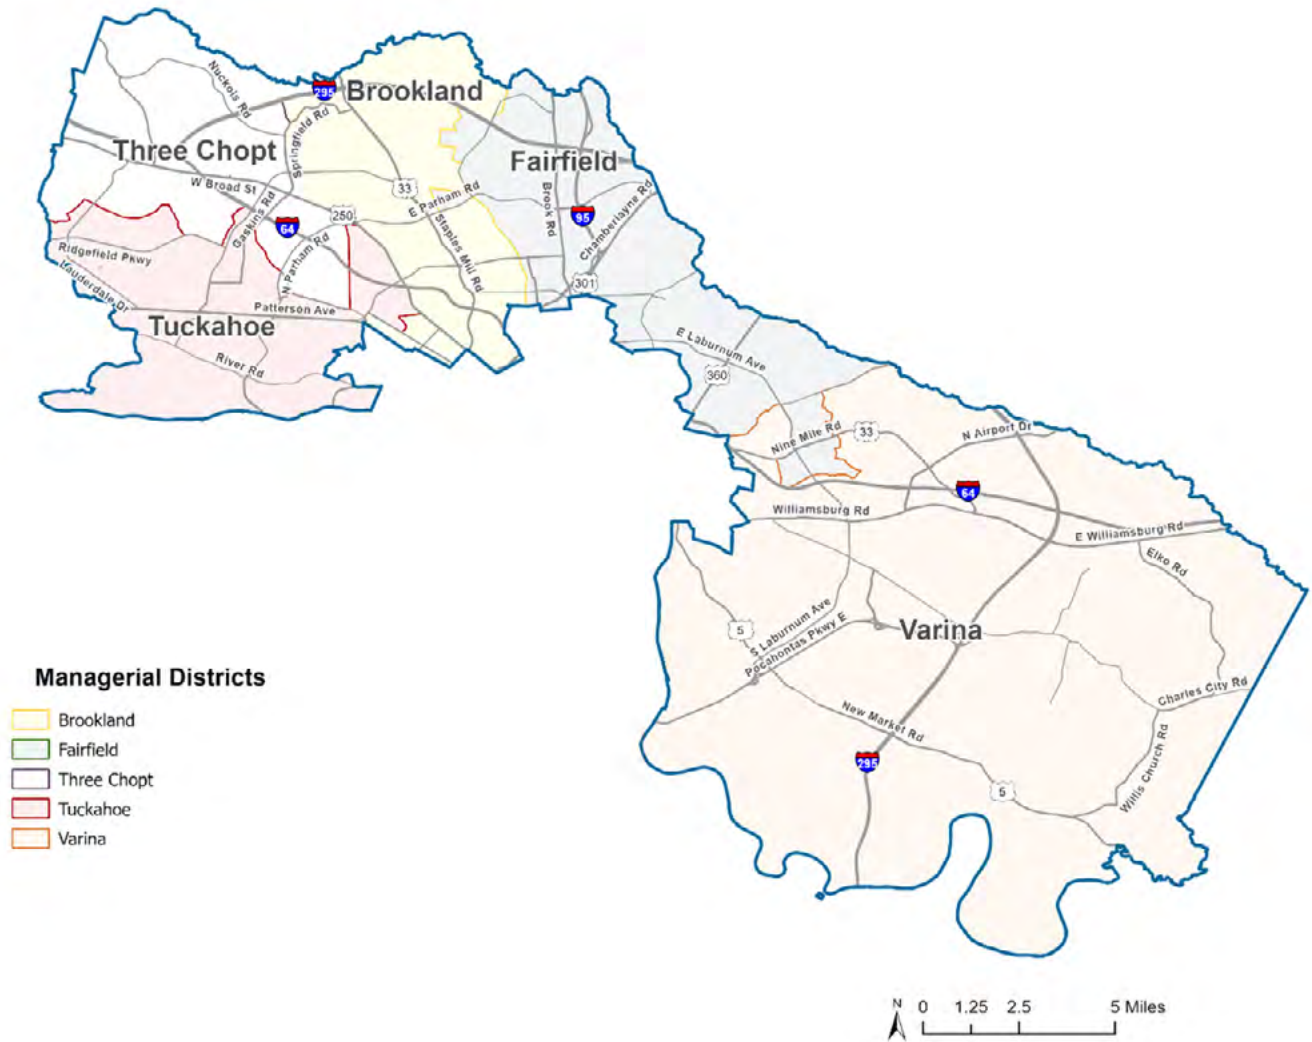 295
Brookland
Nuckols Rd
Springfield Rd
Three Chopt
Fairfield
W Broad St
33
E Parham Rd
Brook Rd
Chamberlayne Rd
Gaskins Rd
250
95
64
Staples Mill Rd
N Parham Rd
Ridgefield Pkwy
Lauderdale Dr
301
Patterson Ave
Tuckahoe
River Rd
E Laburnum Ave
360
Nine Mile Rd
33
N Airport Dr
64
Williamsburg Rd
E Williamsburg Rd
Elko Rd
5
S Laburnum Ave
Pocahontas Pkwy E
Varina
Charles City Rd
New Market Rd
Willis Church Rd
295
5
Managerial Districts
Brookland
Fairfield
Three Chopt
Tuckahoe
Varina
N
0 1.25 2.5 5 Miles